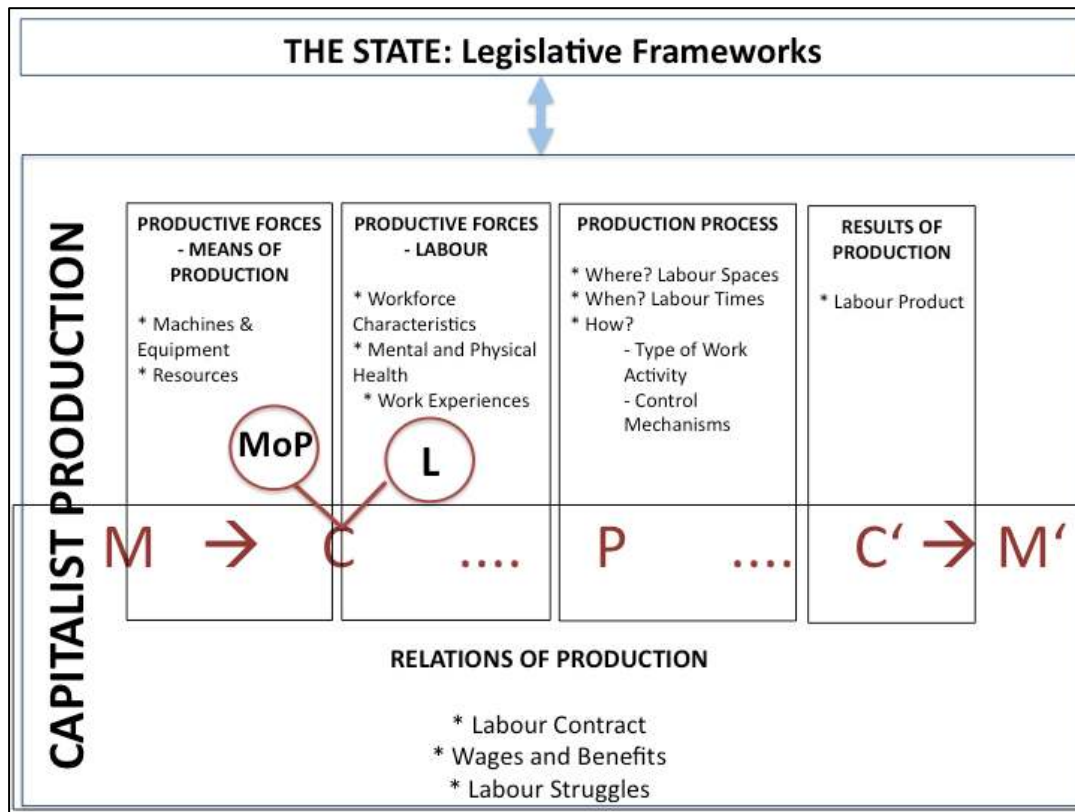 THE STATE: Legislative Frameworks
CAPITALIST PRODUCTION
PRODUCTIVE FORCES
- MEANS OF
PRODUCTION
* Machines &
Equipment
* Resources
PRODUCTIVE FORCES
- LABOUR
* Workforce
Characteristics
* Mental and Physical
Health
* Work Experiences
PRODUCTION PROCESS
* Where? Labour Spaces
* When? Labour Times
* How?
- Type of Work
Activity
- Control
Mechanisms
RESULTS OF
PRODUCTION
* Labour Product
MoP
L
M → C .... P .... C‘ → M‘
RELATIONS OF PRODUCTION
* Labour Contract
* Wages and Benefits
* Labour Struggles